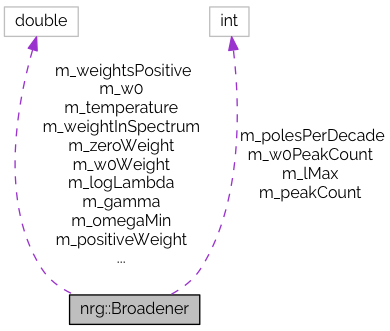 double
int
m_weightsPositive
m_w0
m_temperature
m_weightInSpectrum
m_zeroWeight
m_w0Weight
m_logLambda
m_gamma
m_omegaMin
m_positiveWeight
...
m_polesPerDecade
m_w0PeakCount
m_lMax
m_peakCount
nrg::Broadener